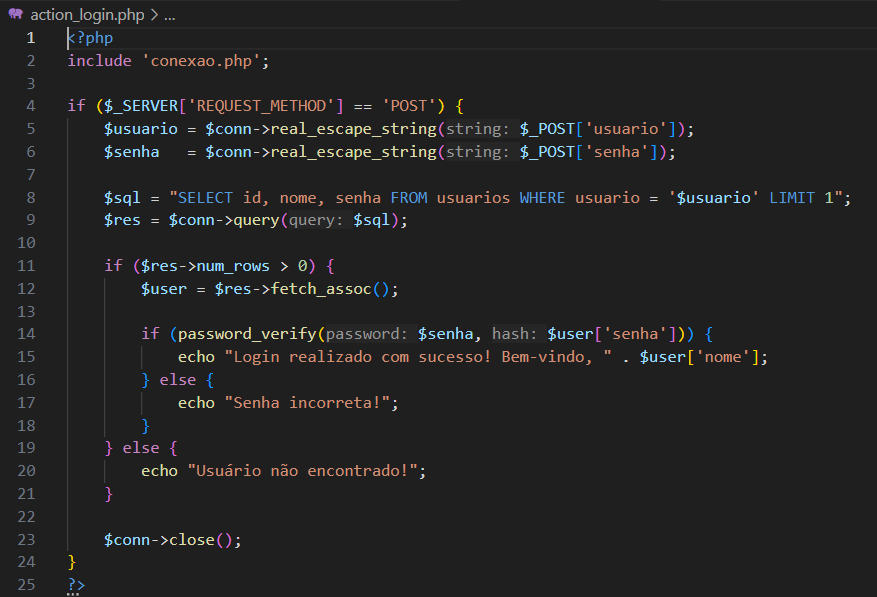 action_login.php > ...
1 <?php
2 include 'conexao.php';
3
4 if ($_SERVER['REQUEST_METHOD'] == 'POST') {
5     $usuario = $conn->real_escape_string(string: $_POST['usuario']);
6     $senha   = $conn->real_escape_string(string: $_POST['senha']);
7
8     $sql = "SELECT id, nome, senha FROM usuarios WHERE usuario = '$usuario' LIMIT 1";
9     $res = $conn->query(query: $sql);
10
11     if ($res->num_rows > 0) {
12         $user = $res->fetch_assoc();
13
14         if (password_verify(password: $senha, hash: $user['senha'])) {
15             echo "Login realizado com sucesso! Bem-vindo, " . $user['nome'];
16         } else {
17             echo "Senha incorreta!";
18         }
19     } else {
20         echo "Usuário não encontrado!";
21     }
22
23     $conn->close();
24 }
25 ?>